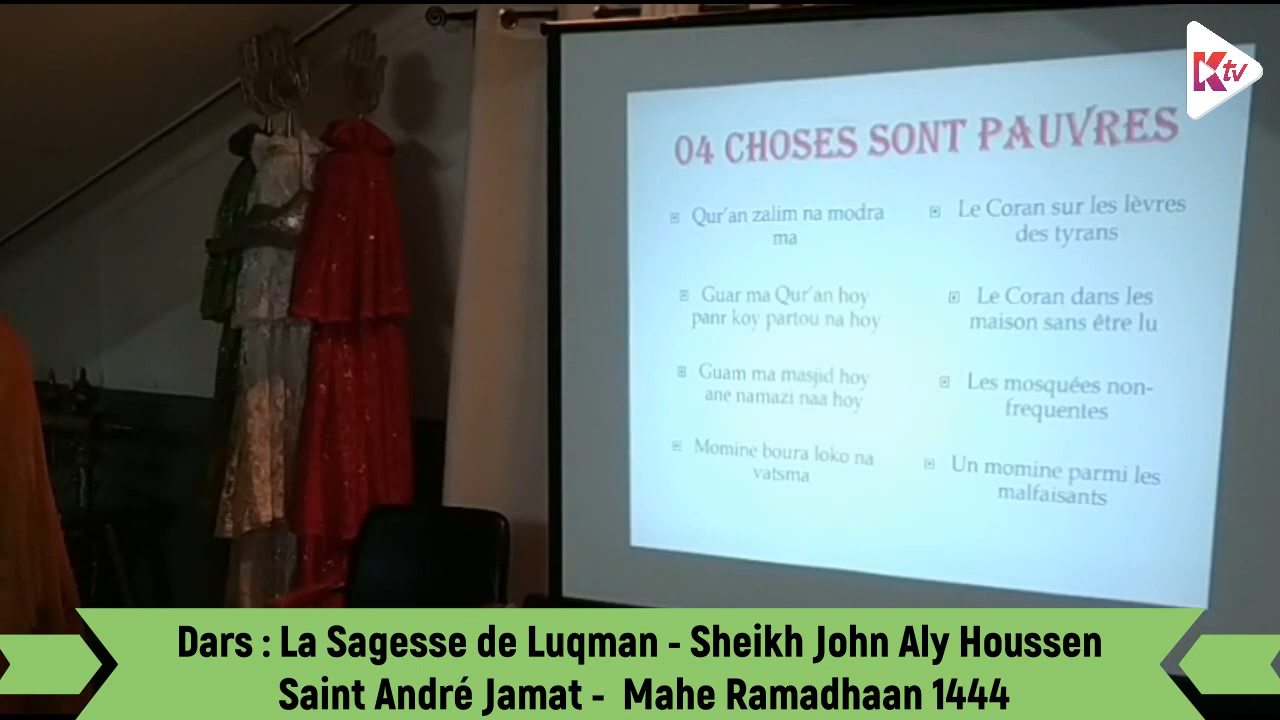 Ktv
04 CHOSES SONT PAUVRES
Qur'an zalim na modra
ma
Guar ma Qur'an hoy
panr koy partou na hoy
Guam ma masjid hoy
ane namazi naa hoy
Momine boura loko na
vatsma
Le Coran sur les lèvres
des tyrans
Le Coran dans les
maison sans être lu
Les mosquées non-
frequentes
Un momine parmi les
malfaisants
Dars : La Sagesse de Luqman - Sheikh John Aly Houssen
Saint André Jamat - Mahe Ramadhaan 1444